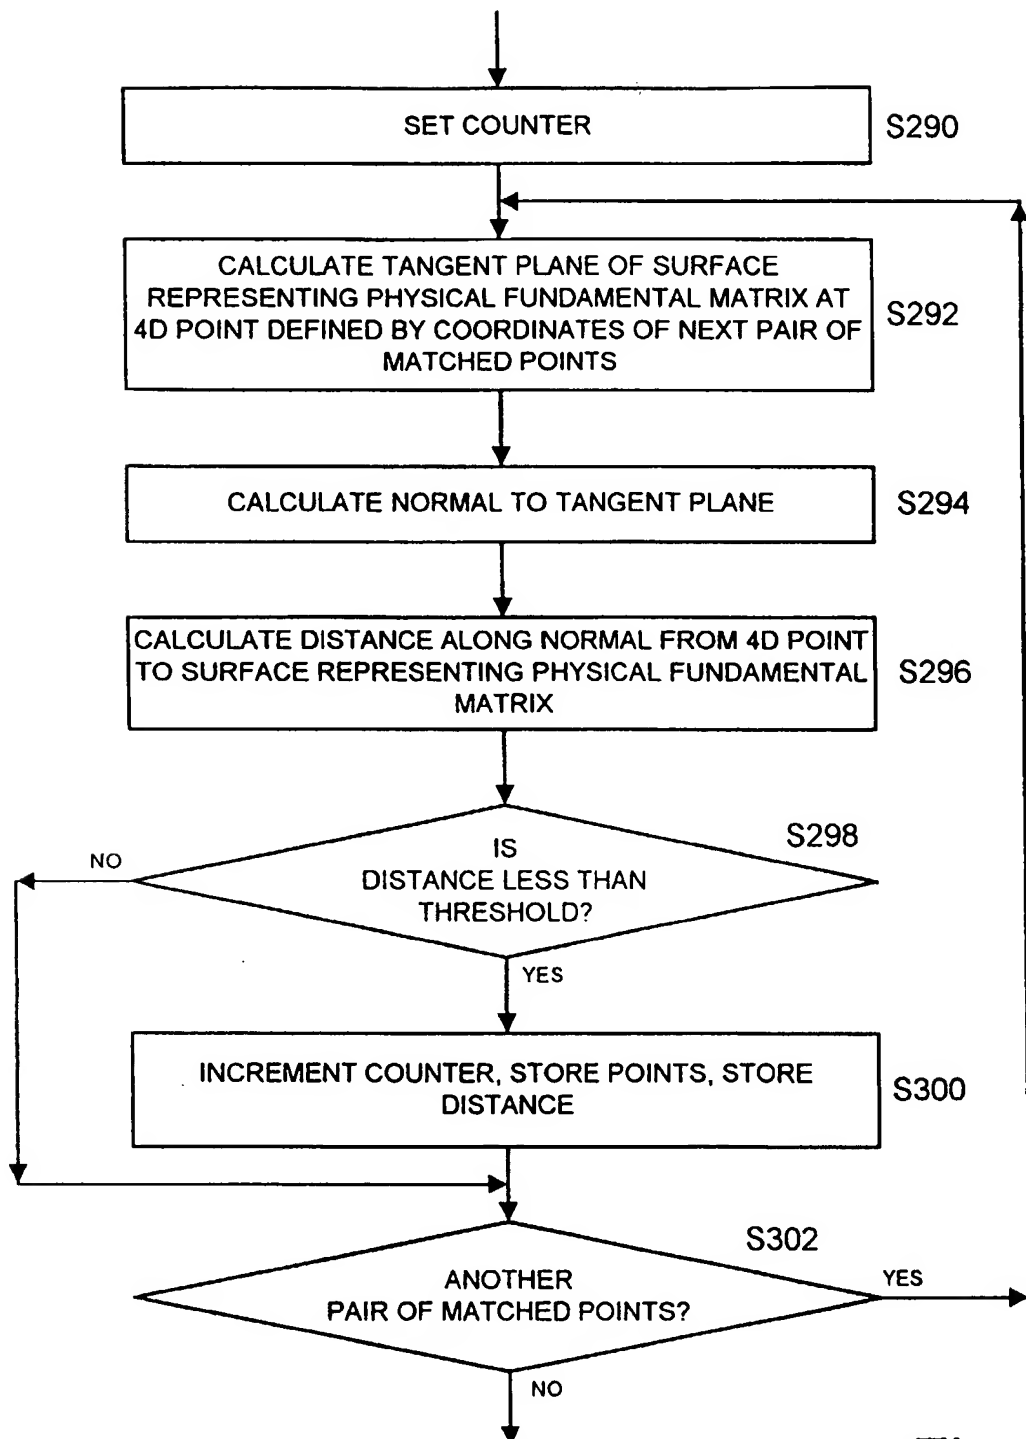 SET COUNTER
S290
CALCULATE TANGENT PLANE OF SURFACE
REPRESENTING PHYSICAL FUNDAMENTAL MATRIX AT
4D POINT DEFINED BY COORDINATES OF NEXT PAIR OF
MATCHED POINTS
S292
CALCULATE NORMAL TO TANGENT PLANE
S294
CALCULATE DISTANCE ALONG NORMAL FROM 4D POINT
TO SURFACE REPRESENTING PHYSICAL FUNDAMENTAL
MATRIX
S296
S298
NO
IS
DISTANCE LESS THAN
THRESHOLD?
YES
INCREMENT COUNTER, STORE POINTS, STORE
DISTANCE
S300
S302
ANOTHER
PAIR OF MATCHED POINTS?
YES
NO